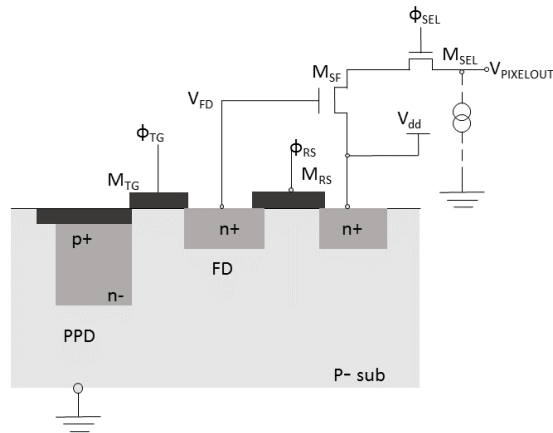 ΦSEL
MSEL
MSF
VPIXELOUT
VFD
Vdd
ΦTG
ΦRS
MTG
MRS
p+
n+
n+
FD
n-
PPD
P- sub